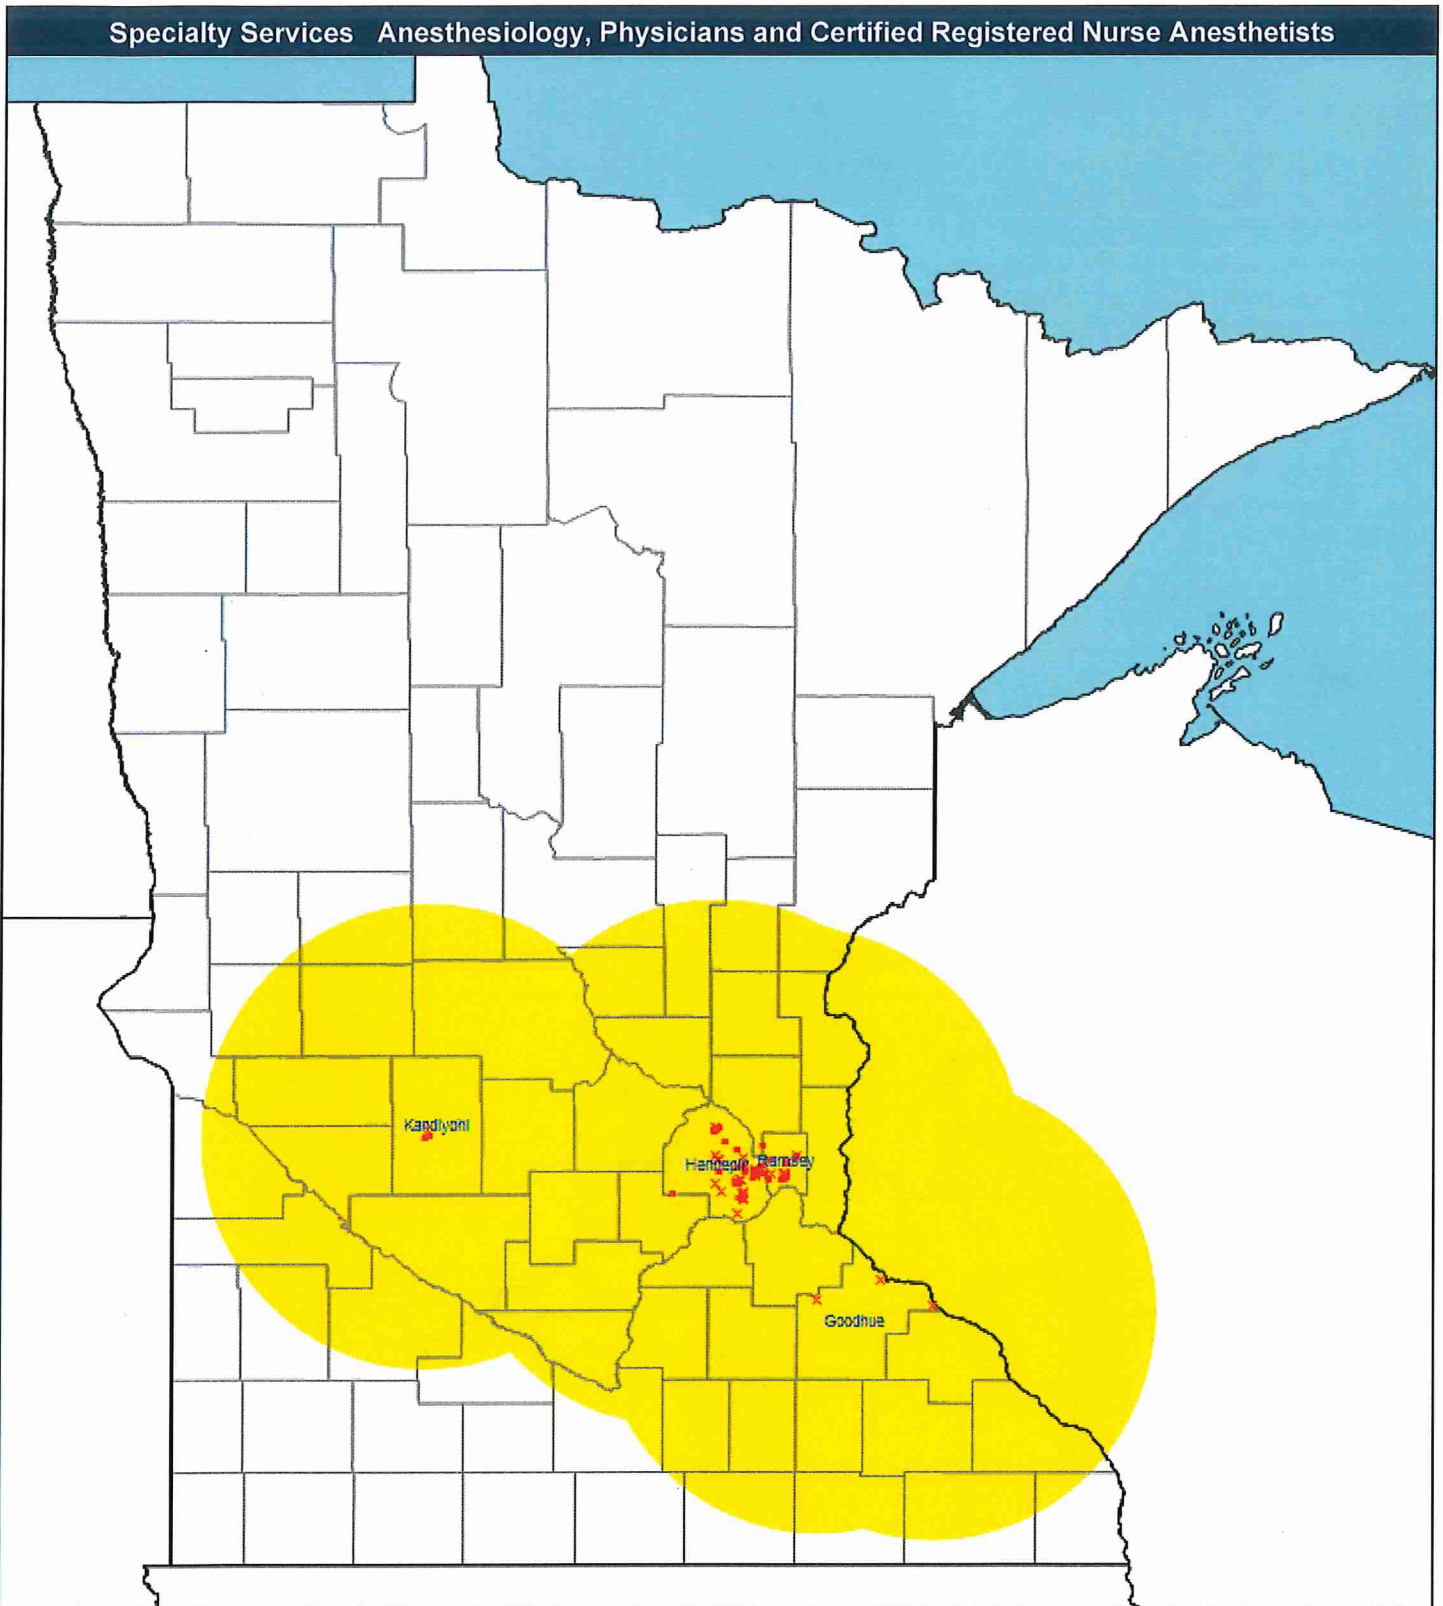 Specialty Services Anesthesiology, Physicians and Certified Registered Nurse Anesthetists
Kandiyohi
Hennepin Ramsey
Goodhue